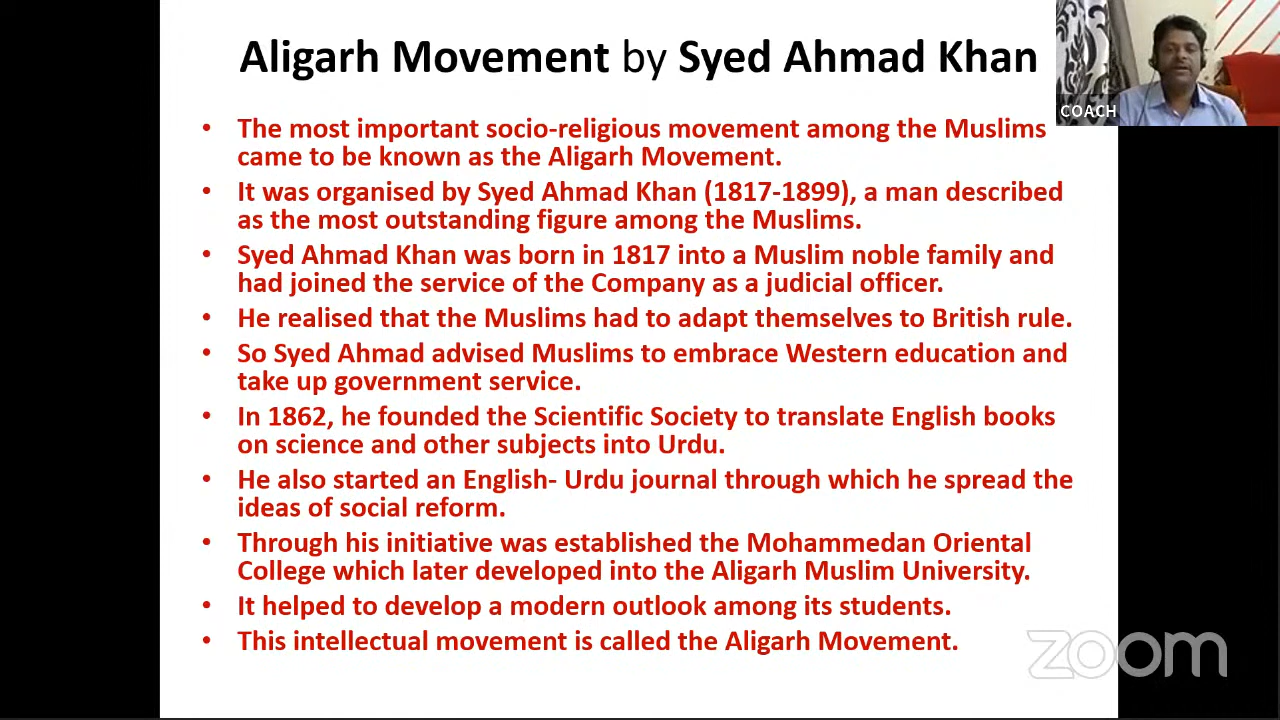 Aligarh Movement by Syed Ahmad Khan
COACH
• The most important socio-religious movement among the Muslims
came to be known as the Aligarh Movement.
• It was organised by Syed Ahmad Khan (1817-1899), a man described
as the most outstanding figure among the Muslims.
• Syed Ahmad Khan was born in 1817 into a Muslim noble family and
had joined the service of the Company as a judicial officer.
• He realised that the Muslims had to adapt themselves to British rule.
• So Syed Ahmad advised Muslims to embrace Western education and
take up government service.
• In 1862, he founded the Scientific Society to translate English books
on science and other subjects into Urdu.
• He also started an English- Urdu journal through which he spread the
ideas of social reform.
• Through his initiative was established the Mohammedan Oriental
College which later developed into the Aligarh Muslim University.
• It helped to develop a modern outlook among its students.
• This intellectual movement is called the Aligarh Movement.
zoom